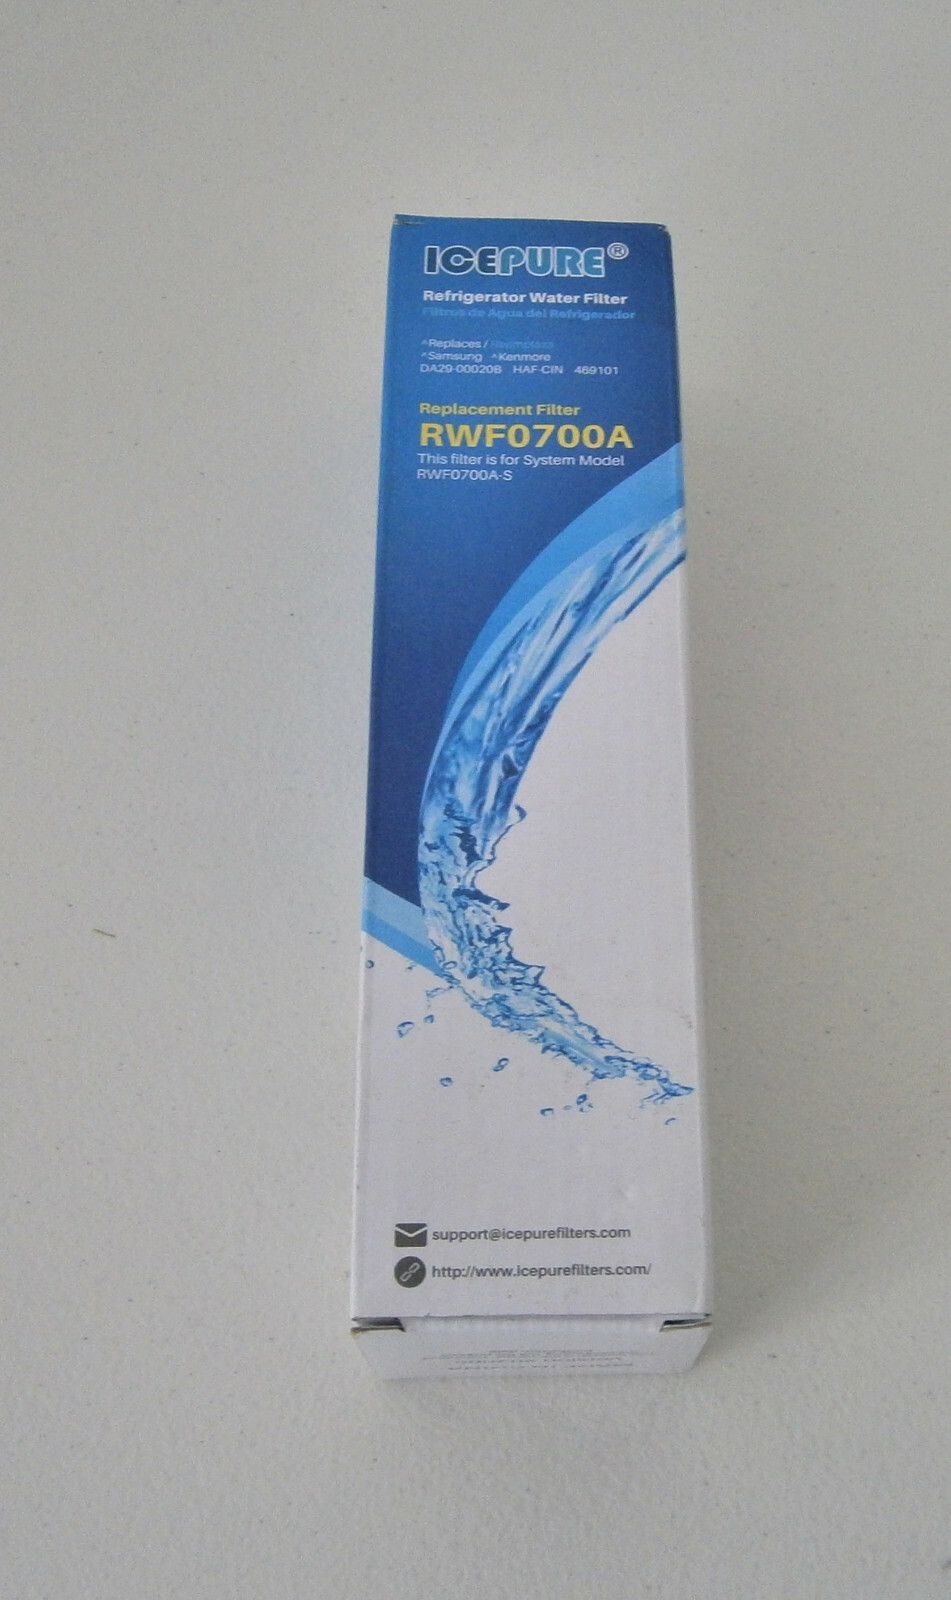 ICEPURE®
Refrigerator Water Filter
Filtros de Agua del Refrigerador
^Replaces / Reemplaza
^Samsung ^Kenmore
DA29-00020B HAF-CIN 469101
Replacement Filter
RWF0700A
This filter is for System Model
RWF0700A-S
support@icepurefilters.com
http://www.icepurefilters.com/